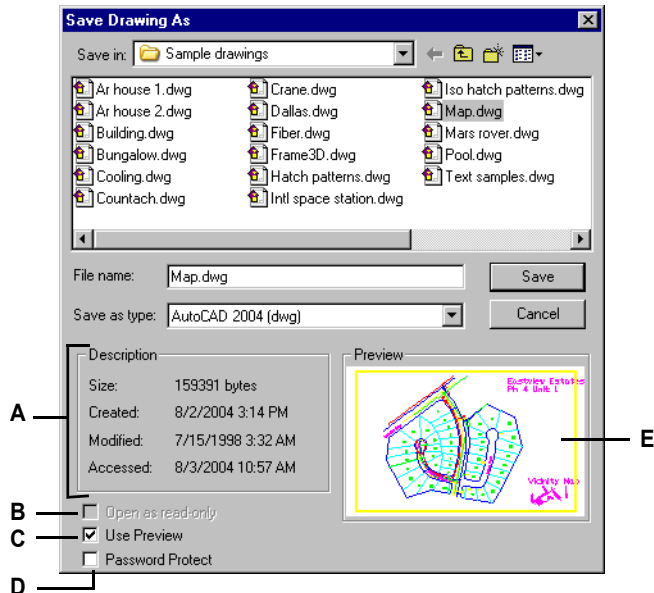 Save Drawing As
Save in: Sample drawings
Ar house 1.dwg
Ar house 2.dwg
Building.dwg
Bungalow.dwg
Cooling.dwg
Countach.dwg
Crane.dwg
Dallas.dwg
Fiber.dwg
Frame3D.dwg
Hatch patterns.dwg
Intl space station.dwg
Iso hatch patterns.dwg
Map.dwg
Mars rover.dwg
Pool.dwg
Text samples.dwg
File name: Map.dwg
Save
Save as type: AutoCAD 2004 (dwg)
Cancel
Description
Size: 159391 bytes
Created: 8/2/2004 3:14 PM
Modified: 7/15/1998 3:32 AM
Accessed: 8/3/2004 10:57 AM
Preview
Eastview Estates
Ph 4 Unit 1
Vicinity Map
A
E
B
Open as read-only
C
Use Preview
Password Protect
D